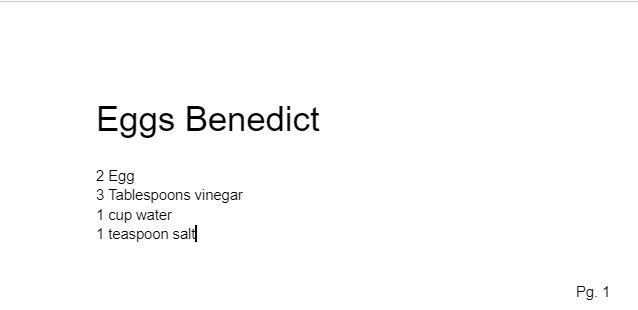 Eggs Benedict
2 Egg
3 Tablespoons vinegar
1 cup water
1 teaspoon salt
Pg. 1